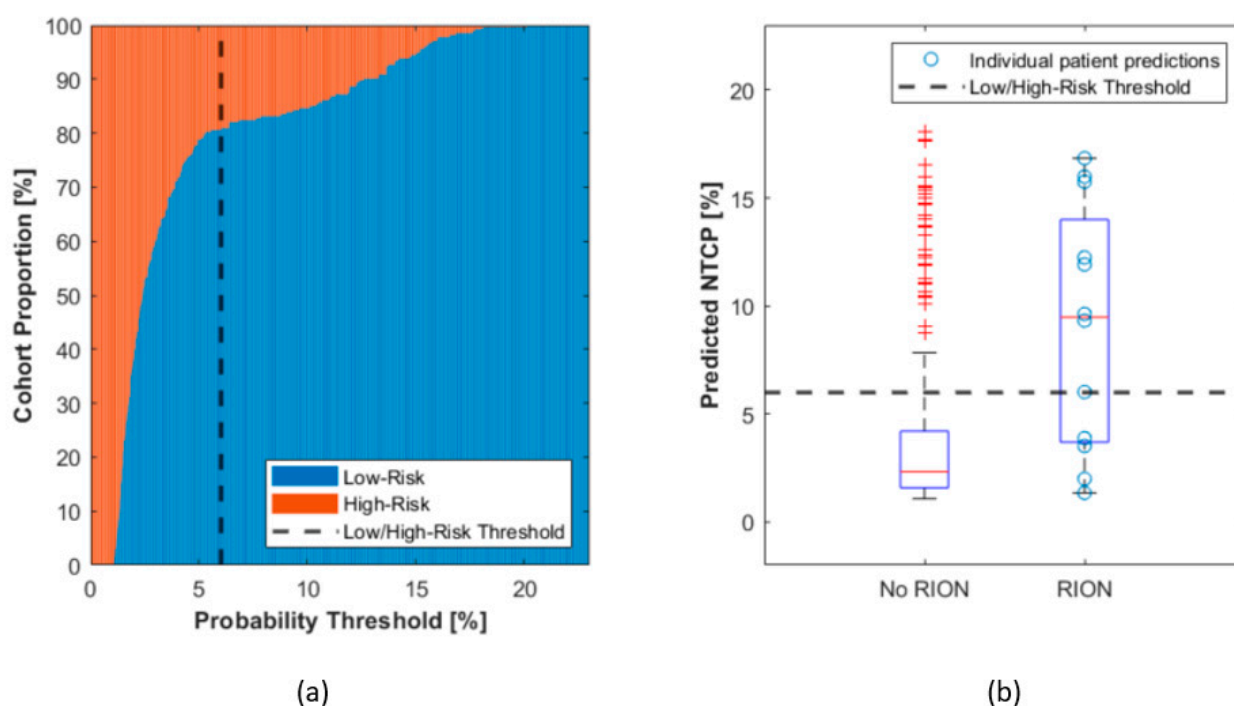 100
90
80
70
60
50
40
30
20
10
0
Cohort Proportion [%]
Low-Risk
High-Risk
Low/High-Risk Threshold
0 5 10 15 20
Probability Threshold [%]
(a)
Individual patient predictions
Low/High-Risk Threshold
20
15
10
5
0
Predicted NTCP [%]
No RION RION
(b)